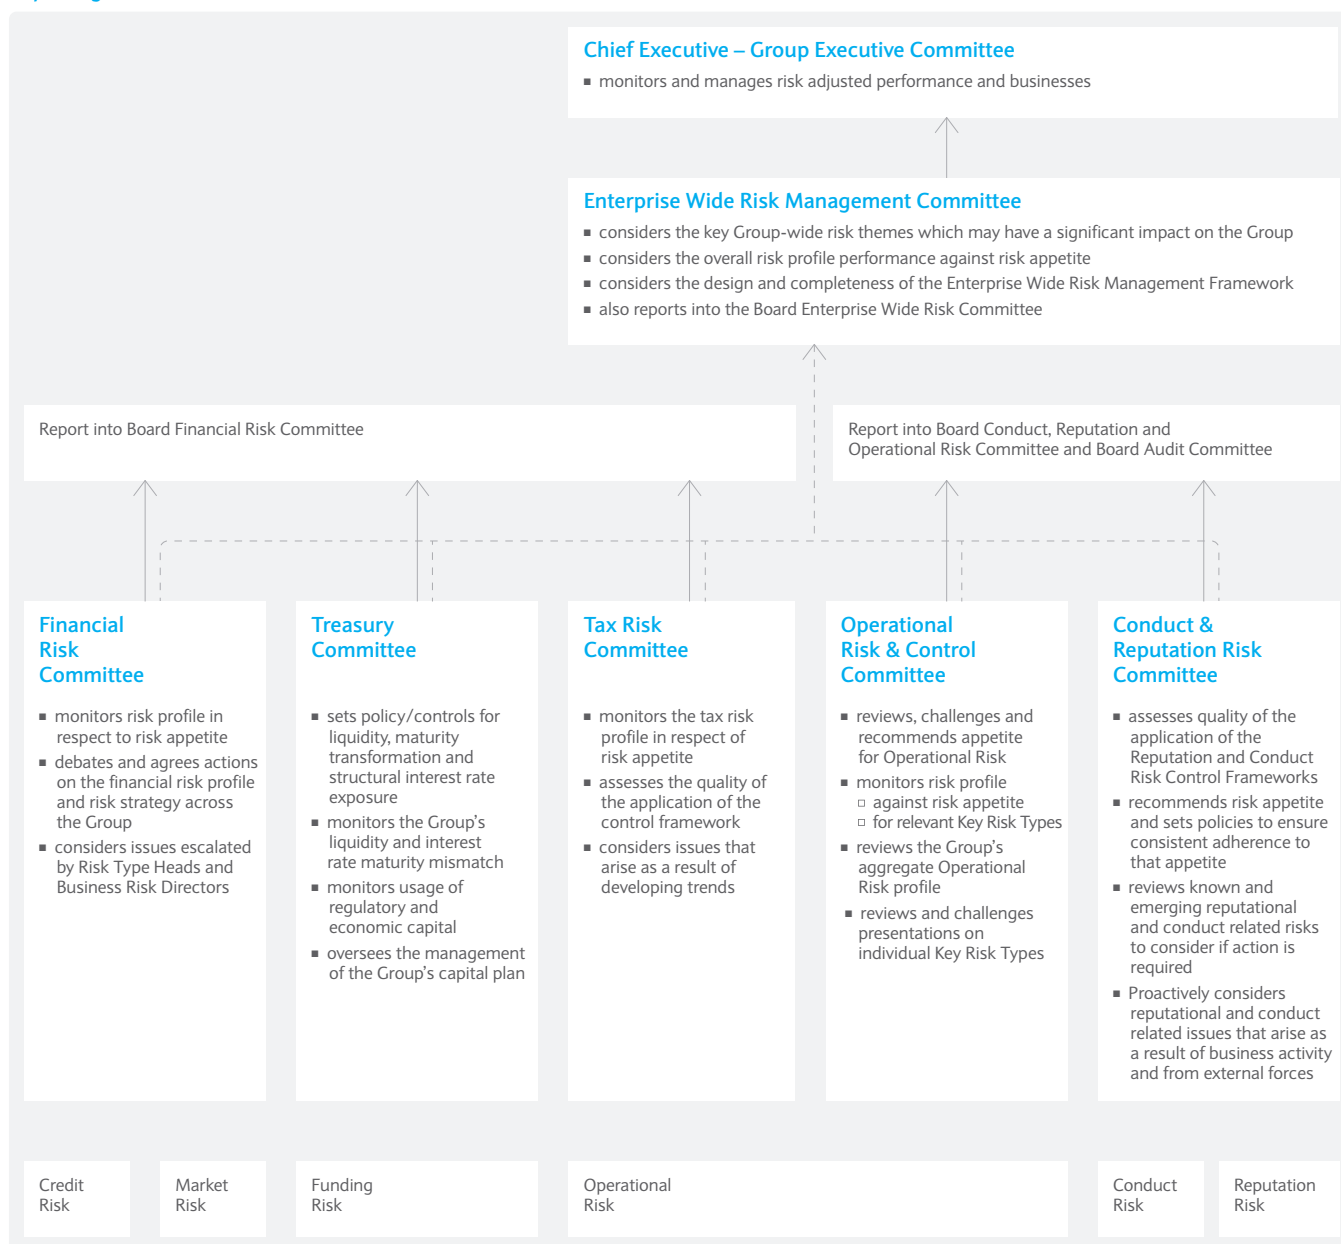 Chief Executive – Group Executive Committee
▪ monitors and manages risk adjusted performance and businesses
Enterprise Wide Risk Management Committee
▪ considers the key Group-wide risk themes which may have a significant impact on the Group
▪ considers the overall risk profile performance against risk appetite
▪ considers the design and completeness of the Enterprise Wide Risk Management Framework
▪ also reports into the Board Enterprise Wide Risk Committee
Report into Board Financial Risk Committee
Report into Board Conduct, Reputation and
Operational Risk Committee and Board Audit Committee
Financial
Risk
Committee
▪ monitors risk profile in
respect to risk appetite
▪ debates and agrees actions
on the financial risk profile
and risk strategy across
the Group
▪ considers issues escalated
by Risk Type Heads and
Business Risk Directors
Treasury
Committee
▪ sets policy/controls for
liquidity, maturity
transformation and
structural interest rate
exposure
▪ monitors the Group's
liquidity and interest
rate maturity mismatch
▪ monitors usage of
regulatory and
economic capital
▪ oversees the management
of the Group's capital plan
Tax Risk
Committee
▪ monitors the tax risk
profile in respect of
risk appetite
▪ assesses the quality of
the application of the
control framework
▪ considers issues that
arise as a result of
developing trends
Operational
Risk & Control
Committee
▪ reviews, challenges and
recommends appetite
for Operational Risk
▪ monitors risk profile
▫ against risk appetite
▫ for relevant Key Risk Types
▪ reviews the Group's
aggregate Operational
Risk profile
▪ reviews and challenges
presentations on
individual Key Risk Types
Conduct &
Reputation Risk
Committee
▪ assesses quality of the
application of the
Reputation and Conduct
Risk Control Frameworks
▪ recommends risk appetite
and sets policies to ensure
consistent adherence to
that appetite
▪ reviews known and
emerging reputational
and conduct related risks
to consider if action is
required
▪ Proactively considers
reputational and conduct
related issues that arise as
a result of business activity
and from external forces
Credit
Risk
Market
Risk
Funding
Risk
Operational
Risk
Conduct
Risk
Reputation
Risk